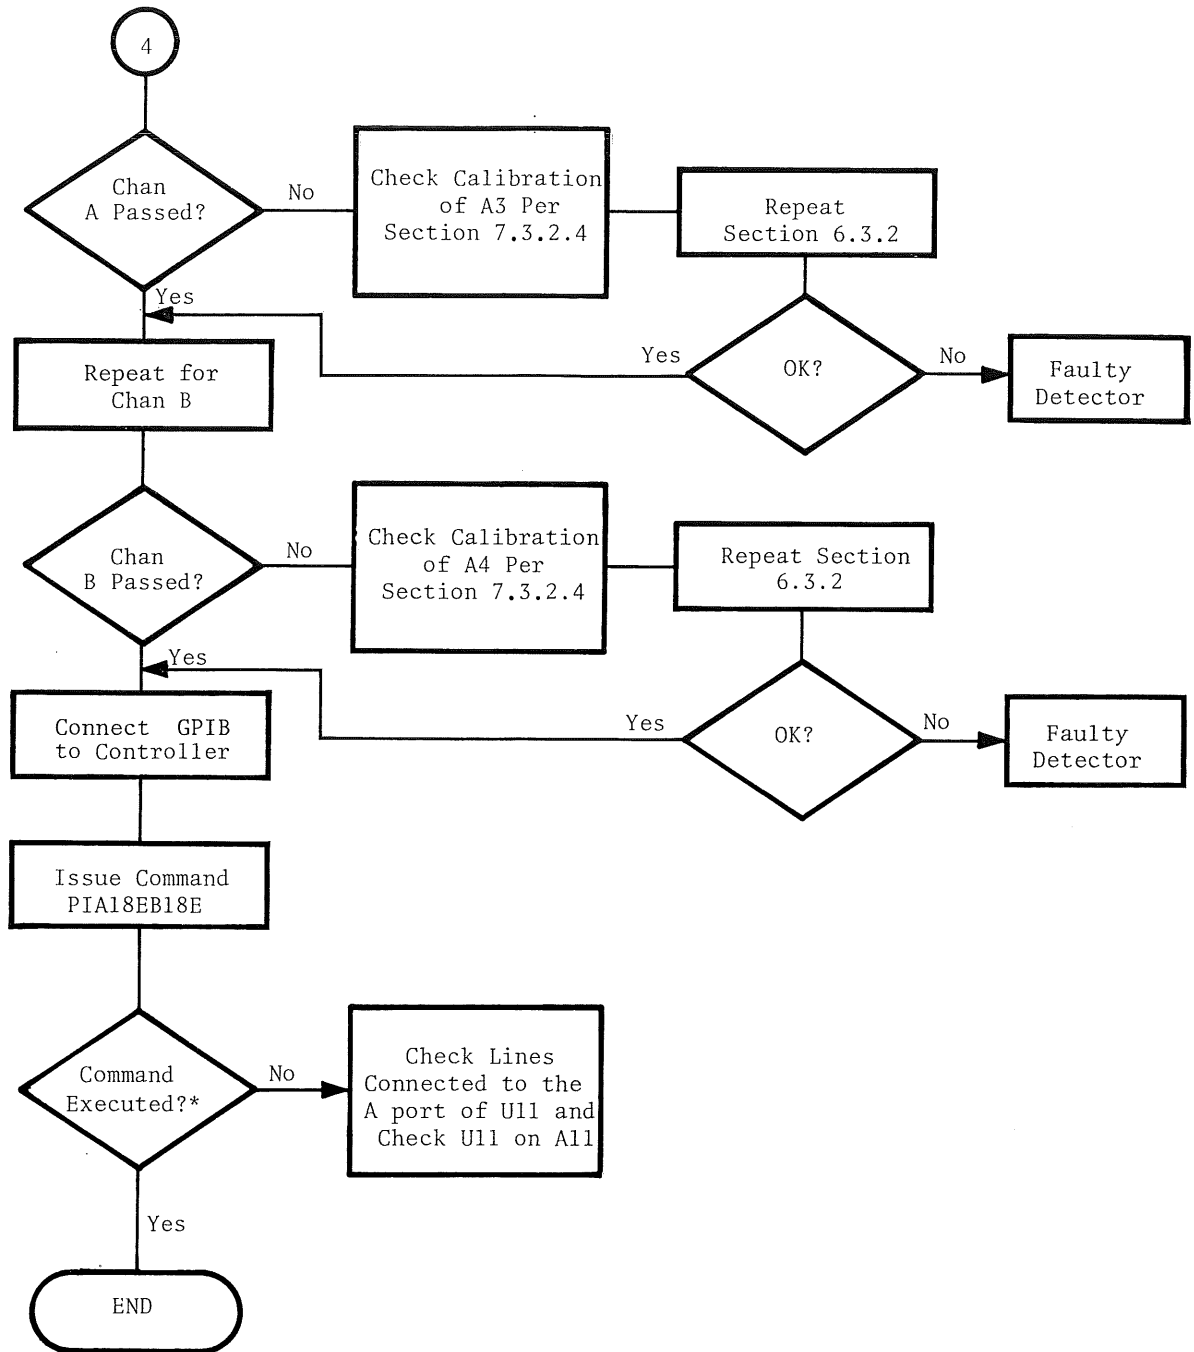 4
Chan
A Passed?
No
Check Calibration
of A3 Per
Section 7.3.2.4
Repeat
Section 6.3.2
Yes
Repeat for
Chan B
Yes
OK?
No
Faulty
Detector
Chan
B Passed?
No
Check Calibration
of A4 Per
Section 7.3.2.4
Repeat Section
6.3.2
Yes
Connect GPIB
to Controller
Yes
OK?
No
Faulty
Detector
Issue Command
PIA18EB18E
Command
Executed?*
No
Check Lines
Connected to the
A port of U11 and
Check U11 on A11
Yes
END